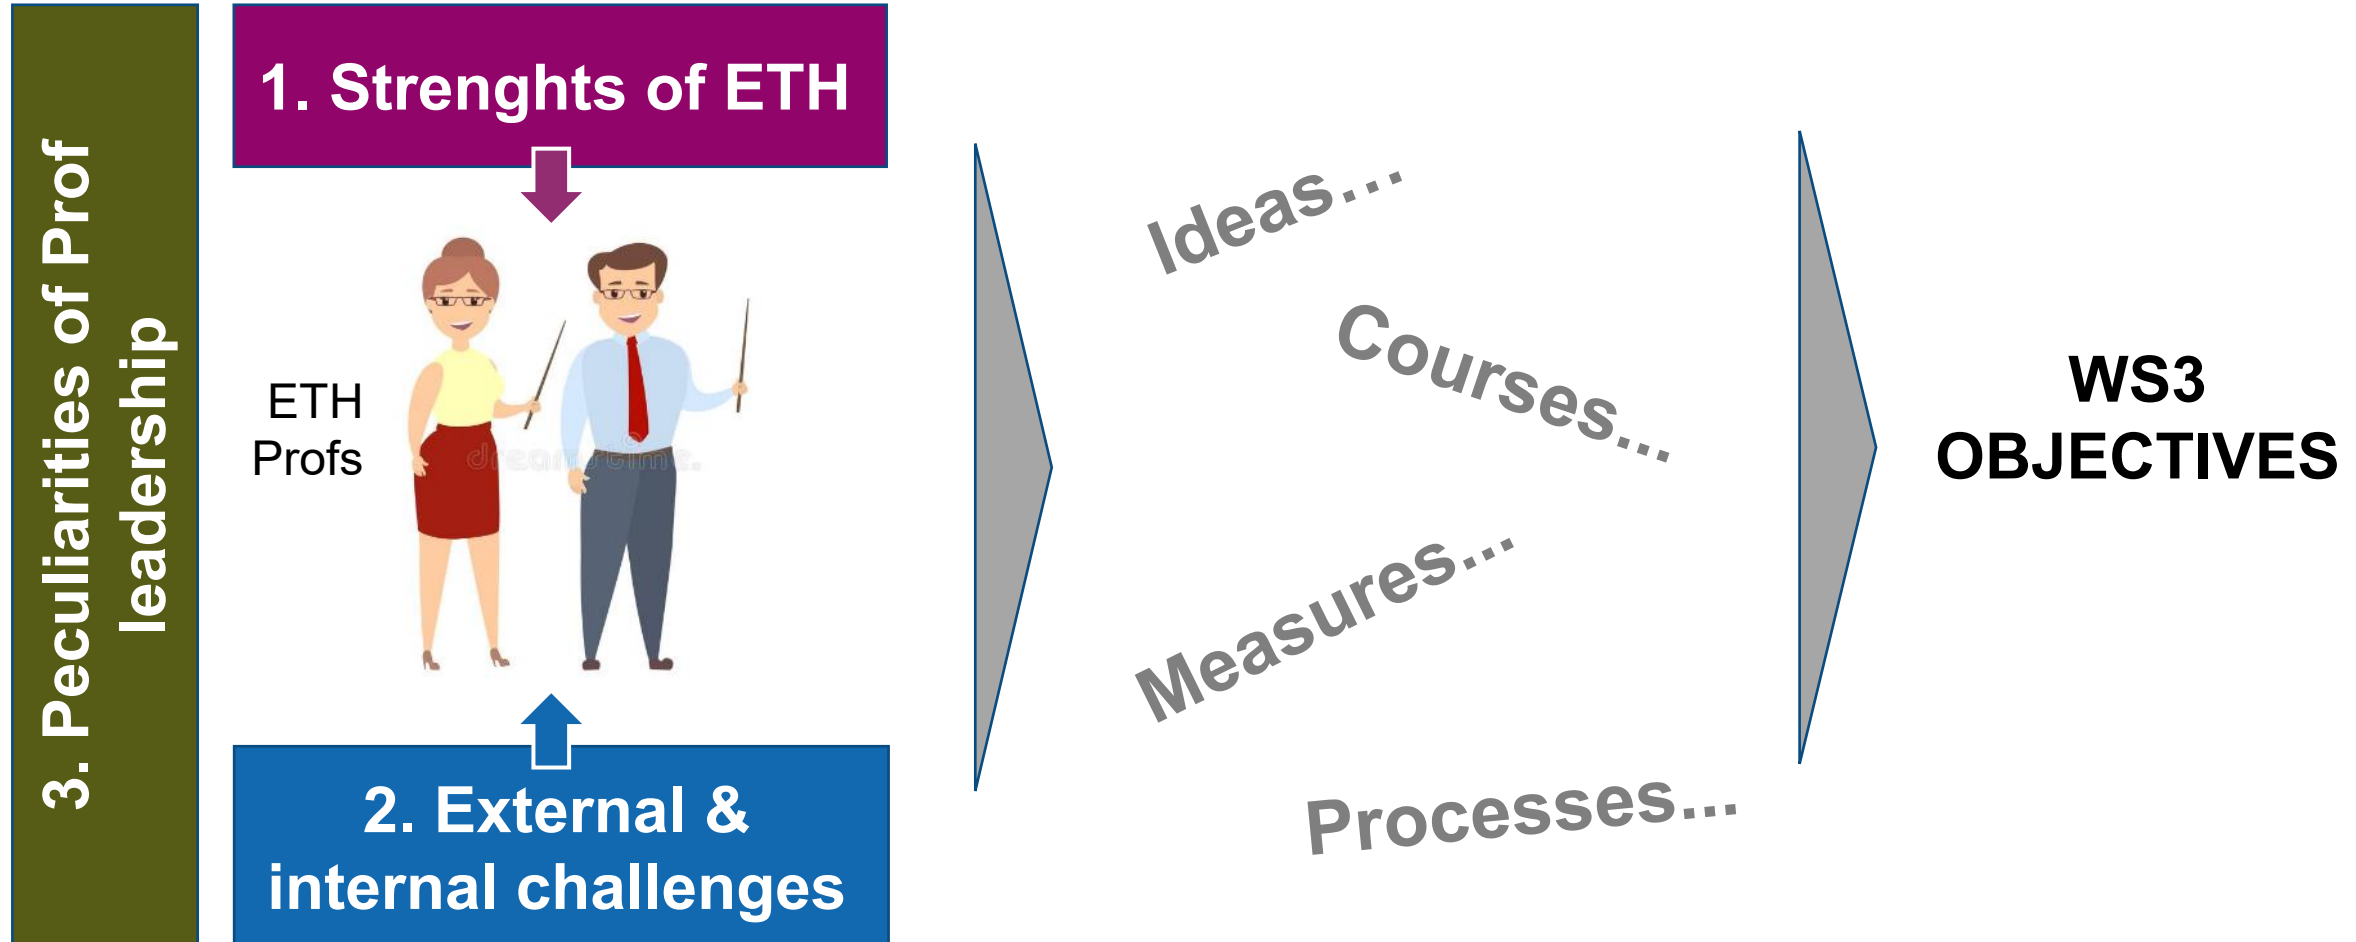 3. Peculiarities of Prof
leadership
1. Strenghts of ETH
ETH
Profs
dreamstime.
2. External &
internal challenges
Ideas...
Courses...
Measures...
Processes...
WS3
OBJECTIVES